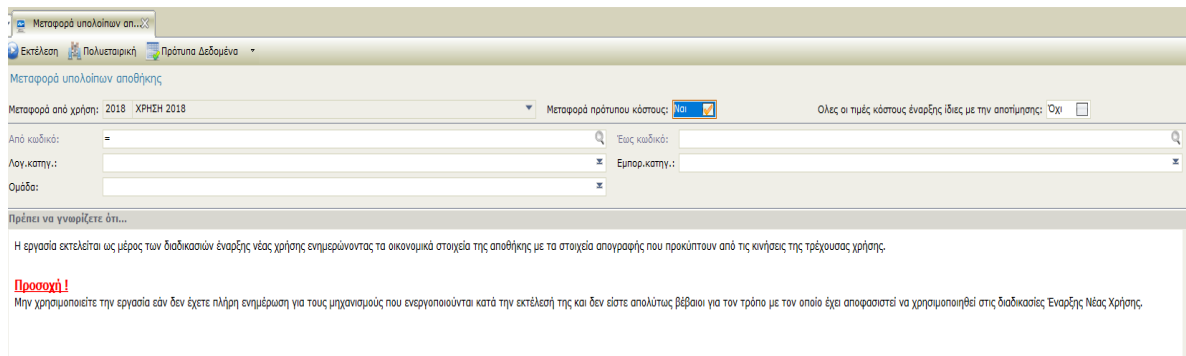 Μεταφορά υπολοίπων απ...
Εκτέλεση Πολυεταιρική Πρότυπα Δεδομένα
Μεταφορά υπολοίπων αποθήκης
Μεταφορά από χρήση: 2018 ΧΡΗΣΗ 2018 Μεταφορά πρότυπου κόστους: Ναι Ολες οι τιμές κόστους έναρξης ίδιες με την αποτίμησης: Όχι
Από κωδικό: = Έως κωδικό:
Λογ.κατηγ.: Εμπορ.κατηγ.:
Ομάδα:
Πρέπει να γνωρίζετε ότι...
Η εργασία εκτελείται ως μέρος των διαδικασιών έναρξης νέας χρήσης ενημερώνοντας τα οικονομικά στοιχεία της αποθήκης με τα στοιχεία απογραφής που προκύπτουν από τις κινήσεις της τρέχουσας χρήσης.
Προσοχή !
Μην χρησιμοποιείτε την εργασία εάν δεν έχετε πλήρη ενημέρωση για τους μηχανισμούς που ενεργοποιούνται κατά την εκτέλεσή της και δεν είστε απολύτως βέβαιοι για τον τρόπο με τον οποίο έχει αποφασιστεί να χρησιμοποιηθεί στις διαδικασίες Έναρξης Νέας Χρήσης.